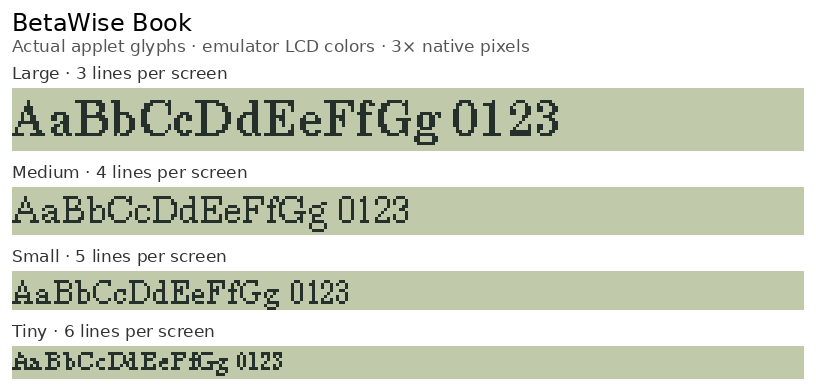 BetaWise Book
Actual applet glyphs · emulator LCD colors · 3× native pixels
Large · 3 lines per screen
AaBbCcDdEeFfGg 0123
Medium · 4 lines per screen
AaBbCcDdEeFfGg 0123
Small · 5 lines per screen
AaBbCcDdEeFfGg 0123
Tiny · 6 lines per screen
AaBbCcDdEeFfGg 0123